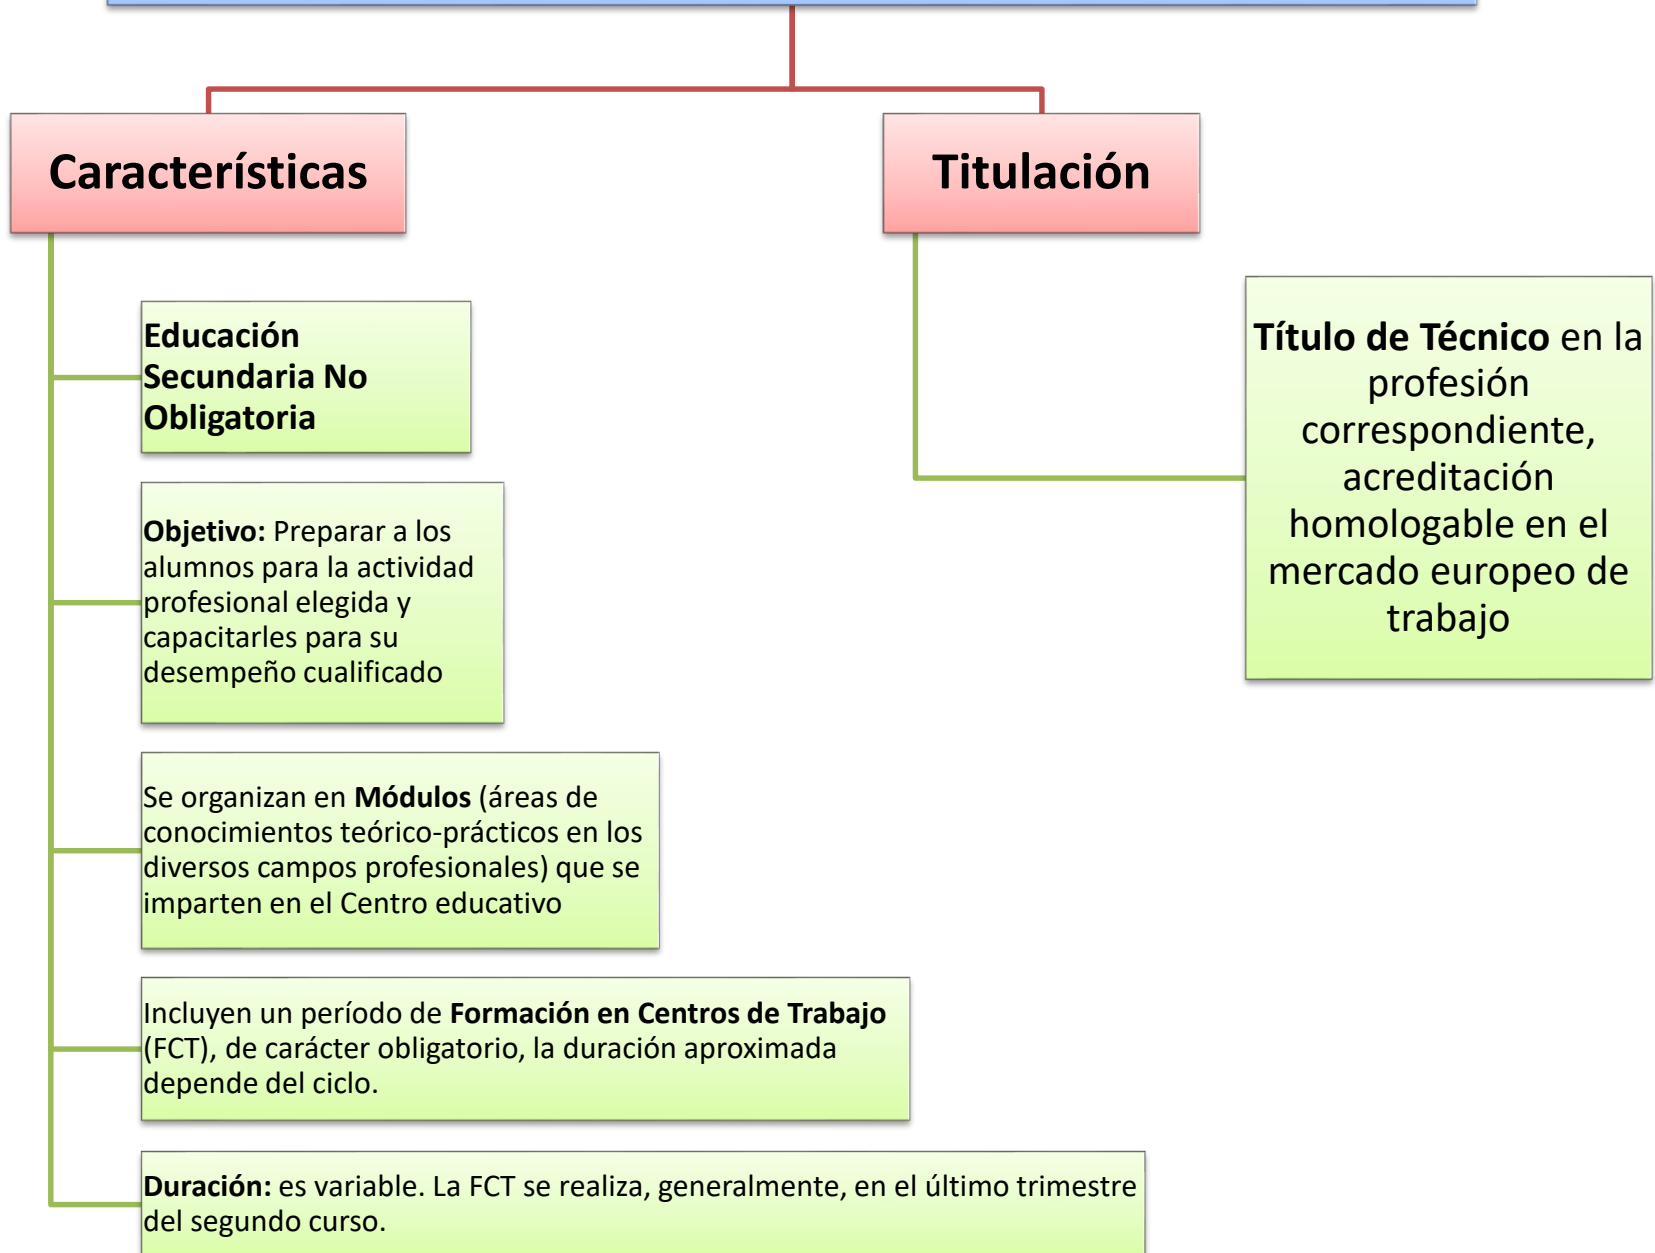 Características
Titulación
Educación
Secundaria No
Obligatoria
Objetivo: Preparar a los
alumnos para la actividad
profesional elegida y
capacitarles para su
desempeño cualificado
Se organizan en Módulos (áreas de
conocimientos teórico-prácticos en los
diversos campos profesionales) que se
imparten en el Centro educativo
Incluyen un período de Formación en Centros de Trabajo
(FCT), de carácter obligatorio, la duración aproximada
depende del ciclo.
Duración: es variable. La FCT se realiza, generalmente, en el último trimestre
del segundo curso.
Título de Técnico en la
profesión
correspondiente,
acreditación
homologable en el
mercado europeo de
trabajo